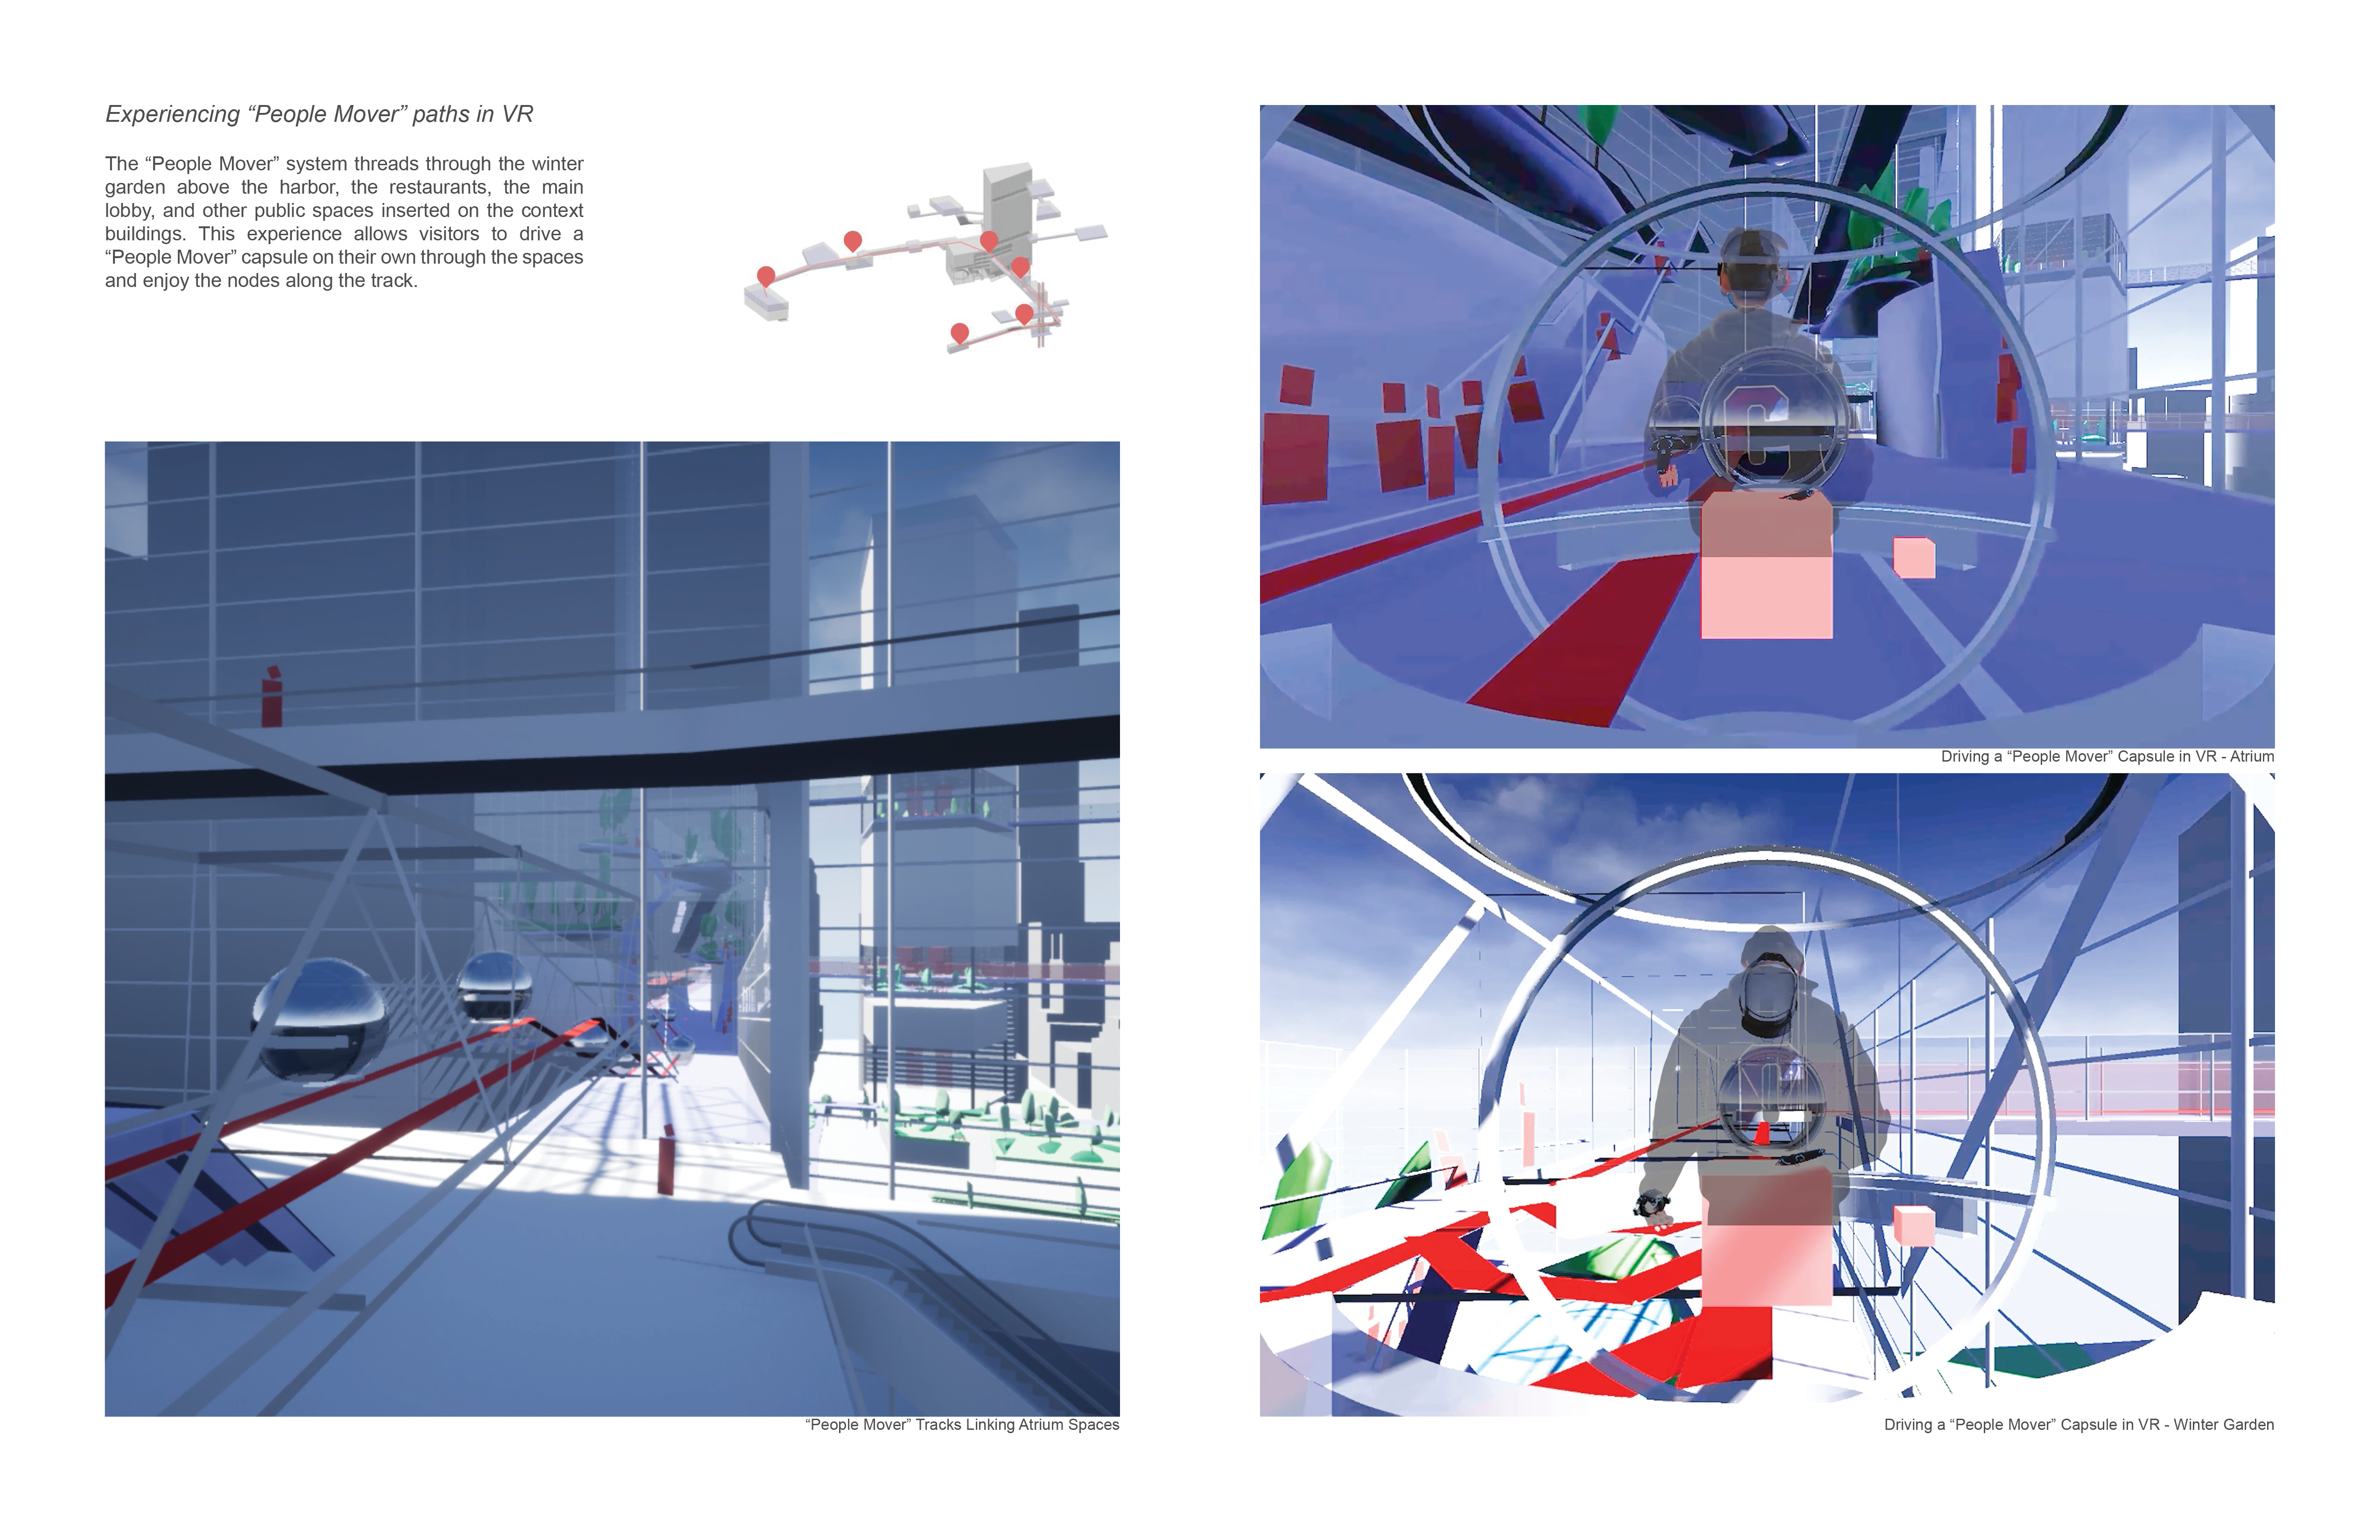 Experiencing “People Mover” paths in VR
The “People Mover” system threads through the winter
garden above the harbor, the restaurants, the main
lobby, and other public spaces inserted on the context
buildings. This experience allows visitors to drive a
“People Mover” capsule on their own through the spaces
and enjoy the nodes along the track.
“People Mover” Tracks Linking Atrium Spaces
C
Driving a “People Mover” Capsule in VR - Atrium
Driving a “People Mover” Capsule in VR - Winter Garden